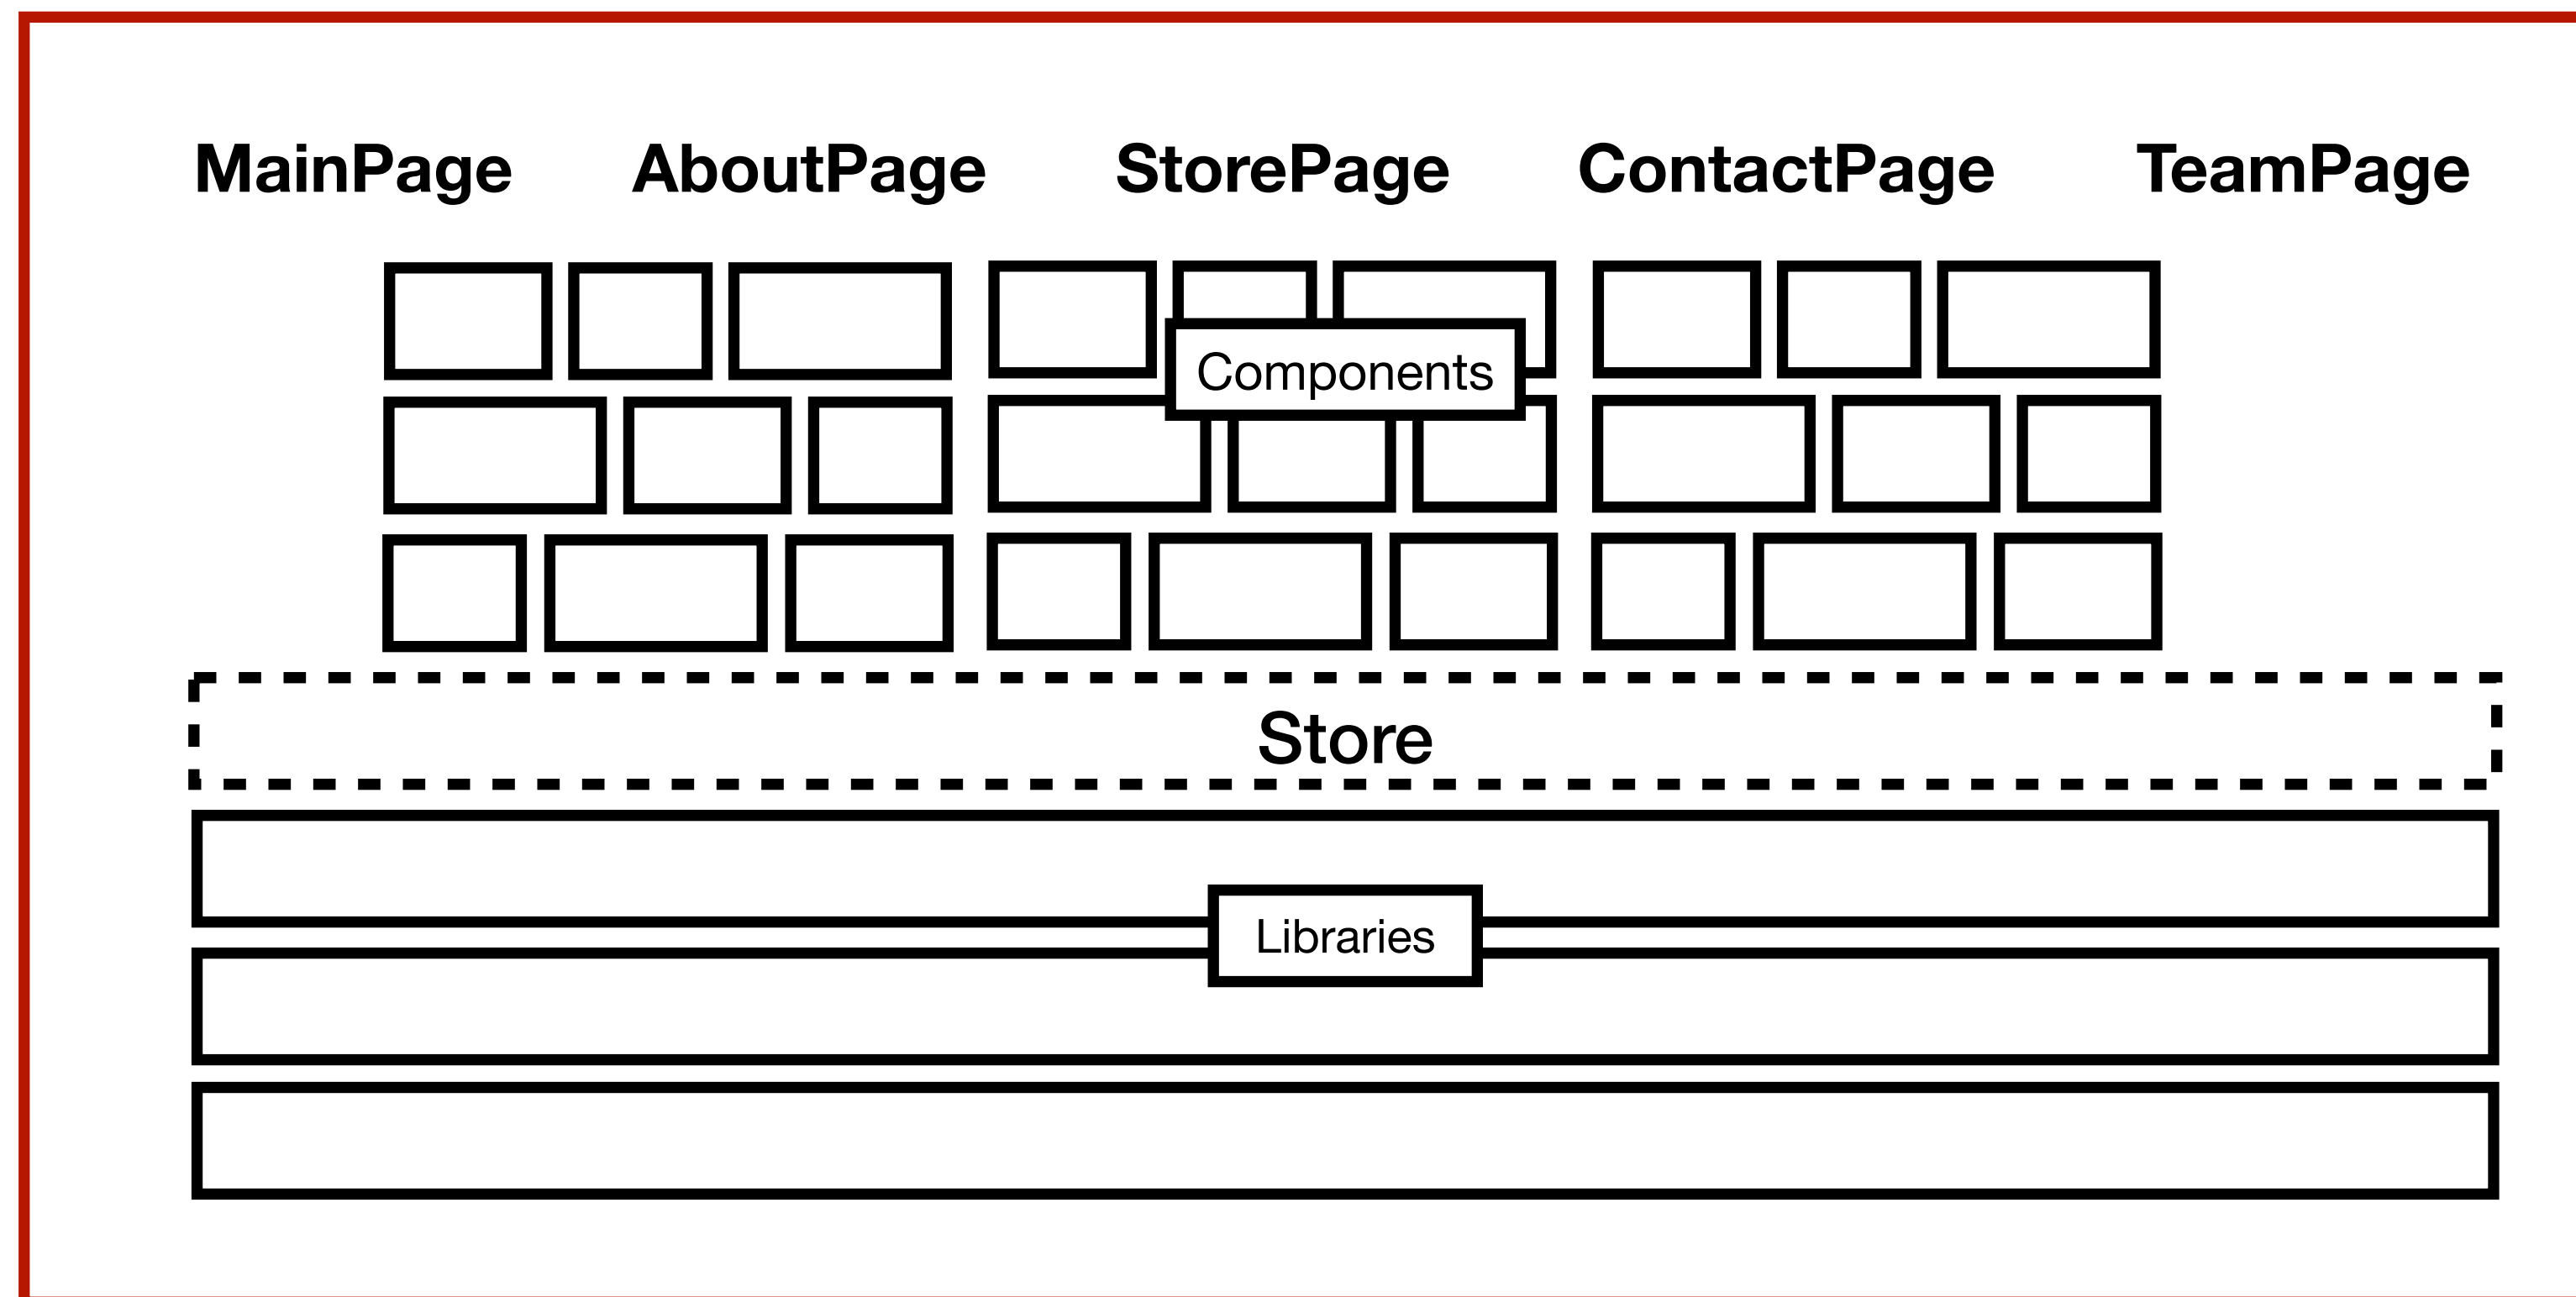 MainPage AboutPage StorePage ContactPage TeamPage
Components
Store
Libraries